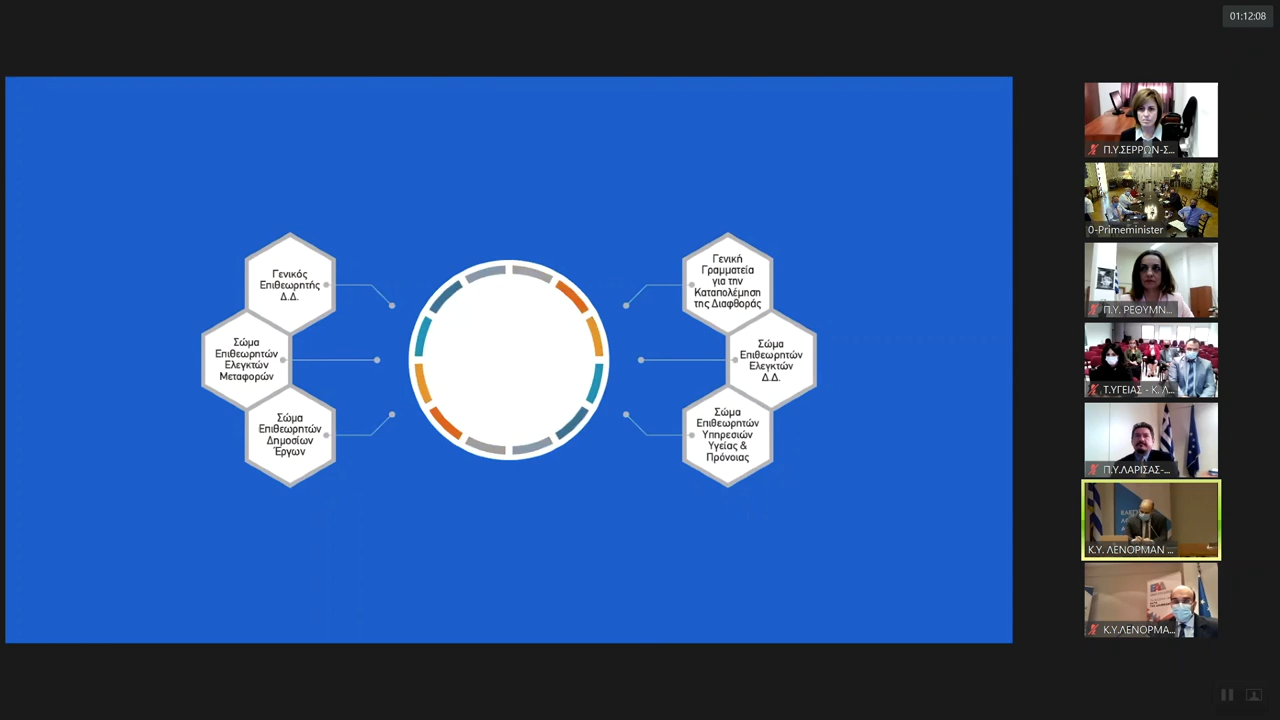 01:12:08
Γενικός
Επιθεωρητής
Δ.Δ.
Σώμα
Επιθεωρητών
Ελεγκτών
Μεταφορών
Σώμα
Επιθεωρητών
Δημοσίων
Έργων
Γενική
Γραμματεία
για την
Καταπολέμηση
της Διαφθοράς
Σώμα
Επιθεωρητών
Ελεγκτών
Δ.Δ.
Σώμα
Επιθεωρητών
Υπηρεσιών
Υγείας &
Πρόνοιας
Π.Υ.ΣΕΡΡΩΝ-Σ...
0-Primeminister
Π.Υ. ΡΕΘΥΜΝ...
Τ.ΥΓΕΙΑΣ - Κ. Λ...
Π.Υ.ΛΑΡΙΣΑΣ-...
Κ.Υ. ΛΕΝΟΡΜΑΝ ...
Κ.Υ.ΛΕΝΟΡΜΑ...